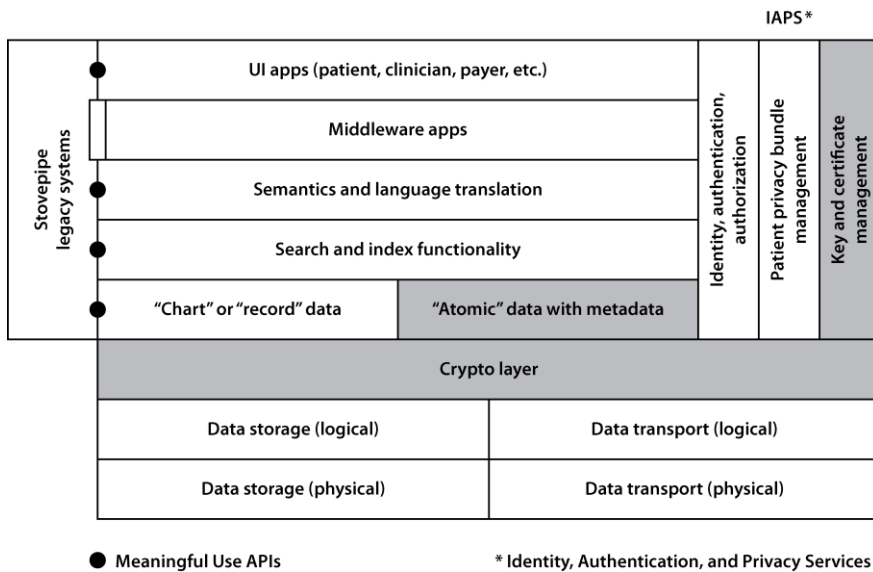 IAPS*
Stovepipe
legacy systems
UI apps (patient, clinician, payer, etc.)
Middleware apps
Semantics and language translation
Search and index functionality
“Chart” or “record” data
“Atomic” data with metadata
Identity, authentication,
authorization
Patient privacy bundle
management
Key and certificate
management
Crypto layer
Data storage (logical)
Data transport (logical)
Data storage (physical)
Data transport (physical)
Meaningful Use APIs
* Identity, Authentication, and Privacy Services